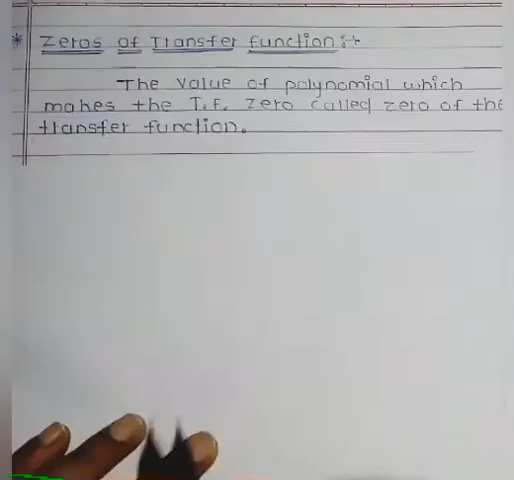 * Zeros of Transfer function :-
The value of polynomial which
makes the T.F. zero called zero of the
transfer function.